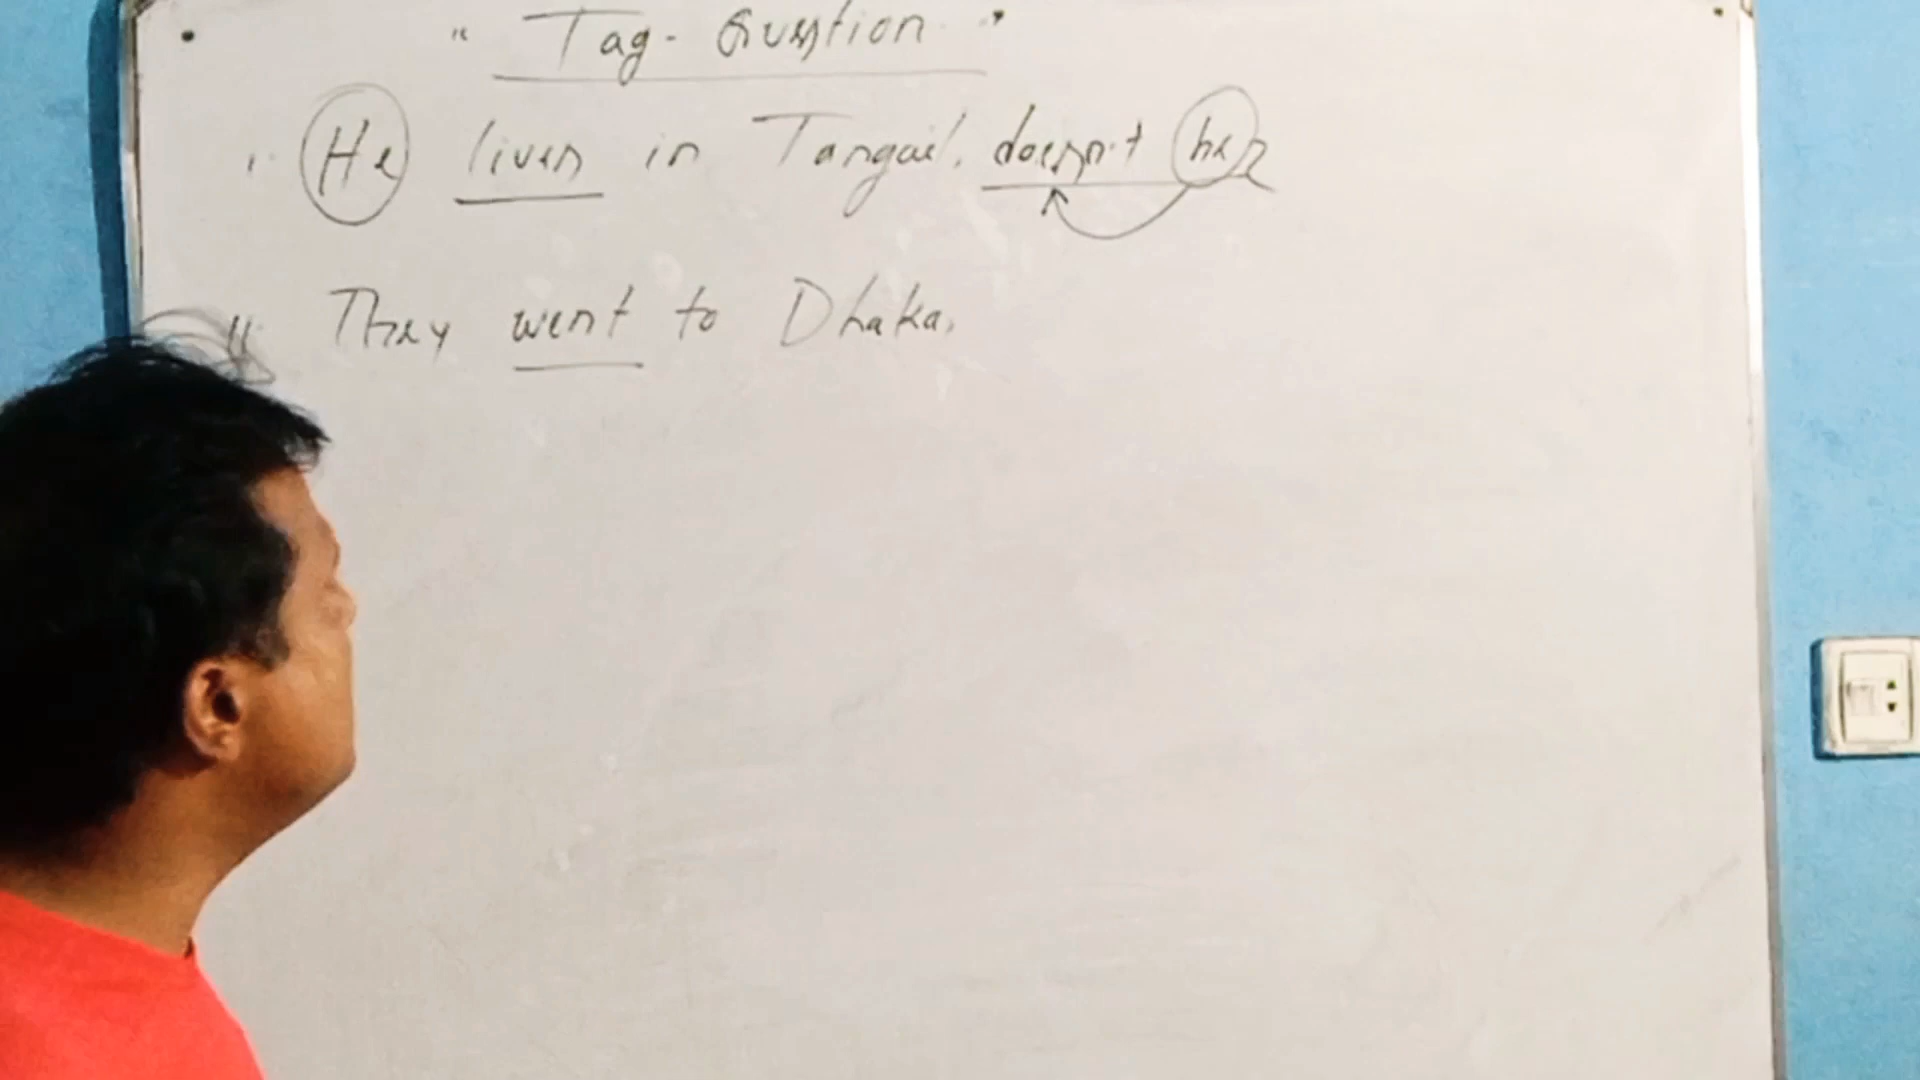 " Tag-Question "
i. He lives in Tangail, doesn't he?
ii. They went to Dhaka,